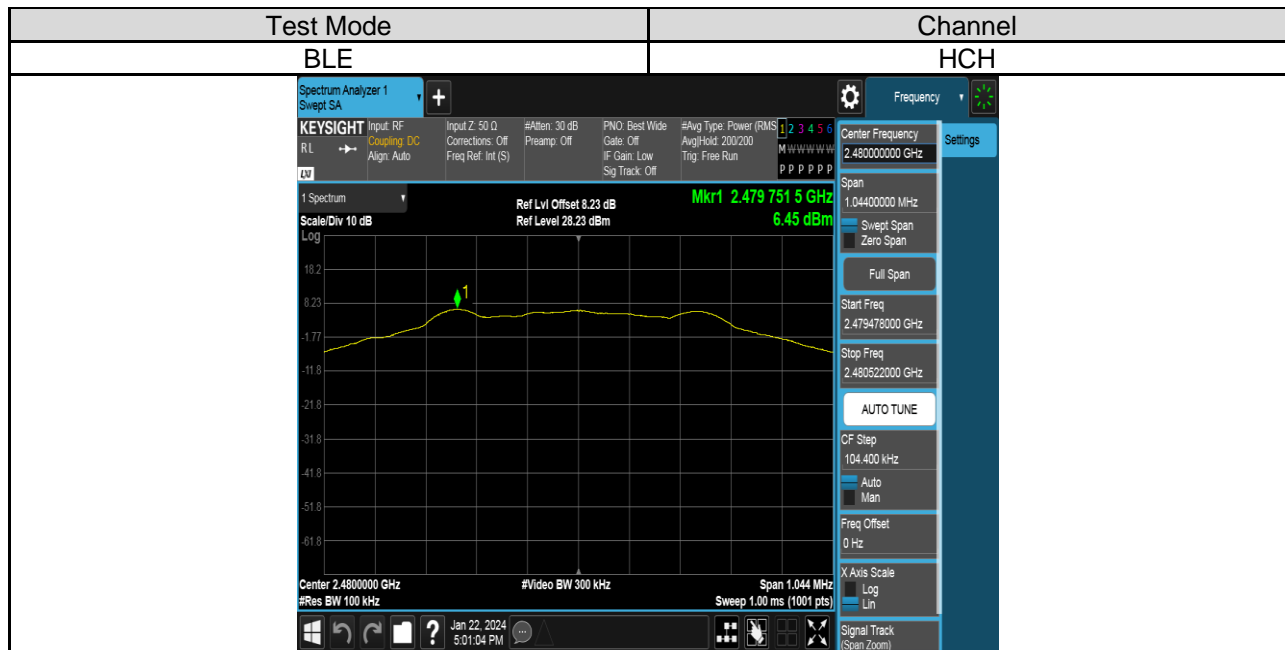 Test Mode Channel
BLE HCH
Spectrum Analyzer 1
Swept SA
+
Frequency
KEYSIGHT
RL
LXI
Input: RF
Coupling: DC
Align: Auto
Input Z: 50 Ω
Corrections: Off
Freq Ref: Int (S)
#Atten: 30 dB
Preamp: Off
PNO: Best Wide
Gate: Off
IF Gain: Low
Sig Track: Off
#Avg Type: Power (RMS
Avg|Hold: 200/200
Trig: Free Run
1 2 3 4 5 6
M W W W W W
P P P P P P
Center Frequency
2.480000000 GHz
Settings
1 Spectrum
Scale/Div 10 dB
Ref Lvl Offset 8.23 dB
Ref Level 28.23 dBm
Mkr1 2.479 751 5 GHz
6.45 dBm
Log
18.2
8.23
-1.77
-11.8
-21.8
-31.8
-41.8
-51.8
-61.8
1
Center 2.4800000 GHz
#Res BW 100 kHz
#Video BW 300 kHz
Span 1.044 MHz
Sweep 1.00 ms (1001 pts)
Span
1.04400000 MHz
Swept Span
Zero Span
Full Span
Start Freq
2.479478000 GHz
Stop Freq
2.480522000 GHz
AUTO TUNE
CF Step
104.400 kHz
Auto
Man
Freq Offset
0 Hz
X Axis Scale
Log
Lin
Signal Track
(Span Zoom)
?
Jan 22, 2024
5:01:04 PM